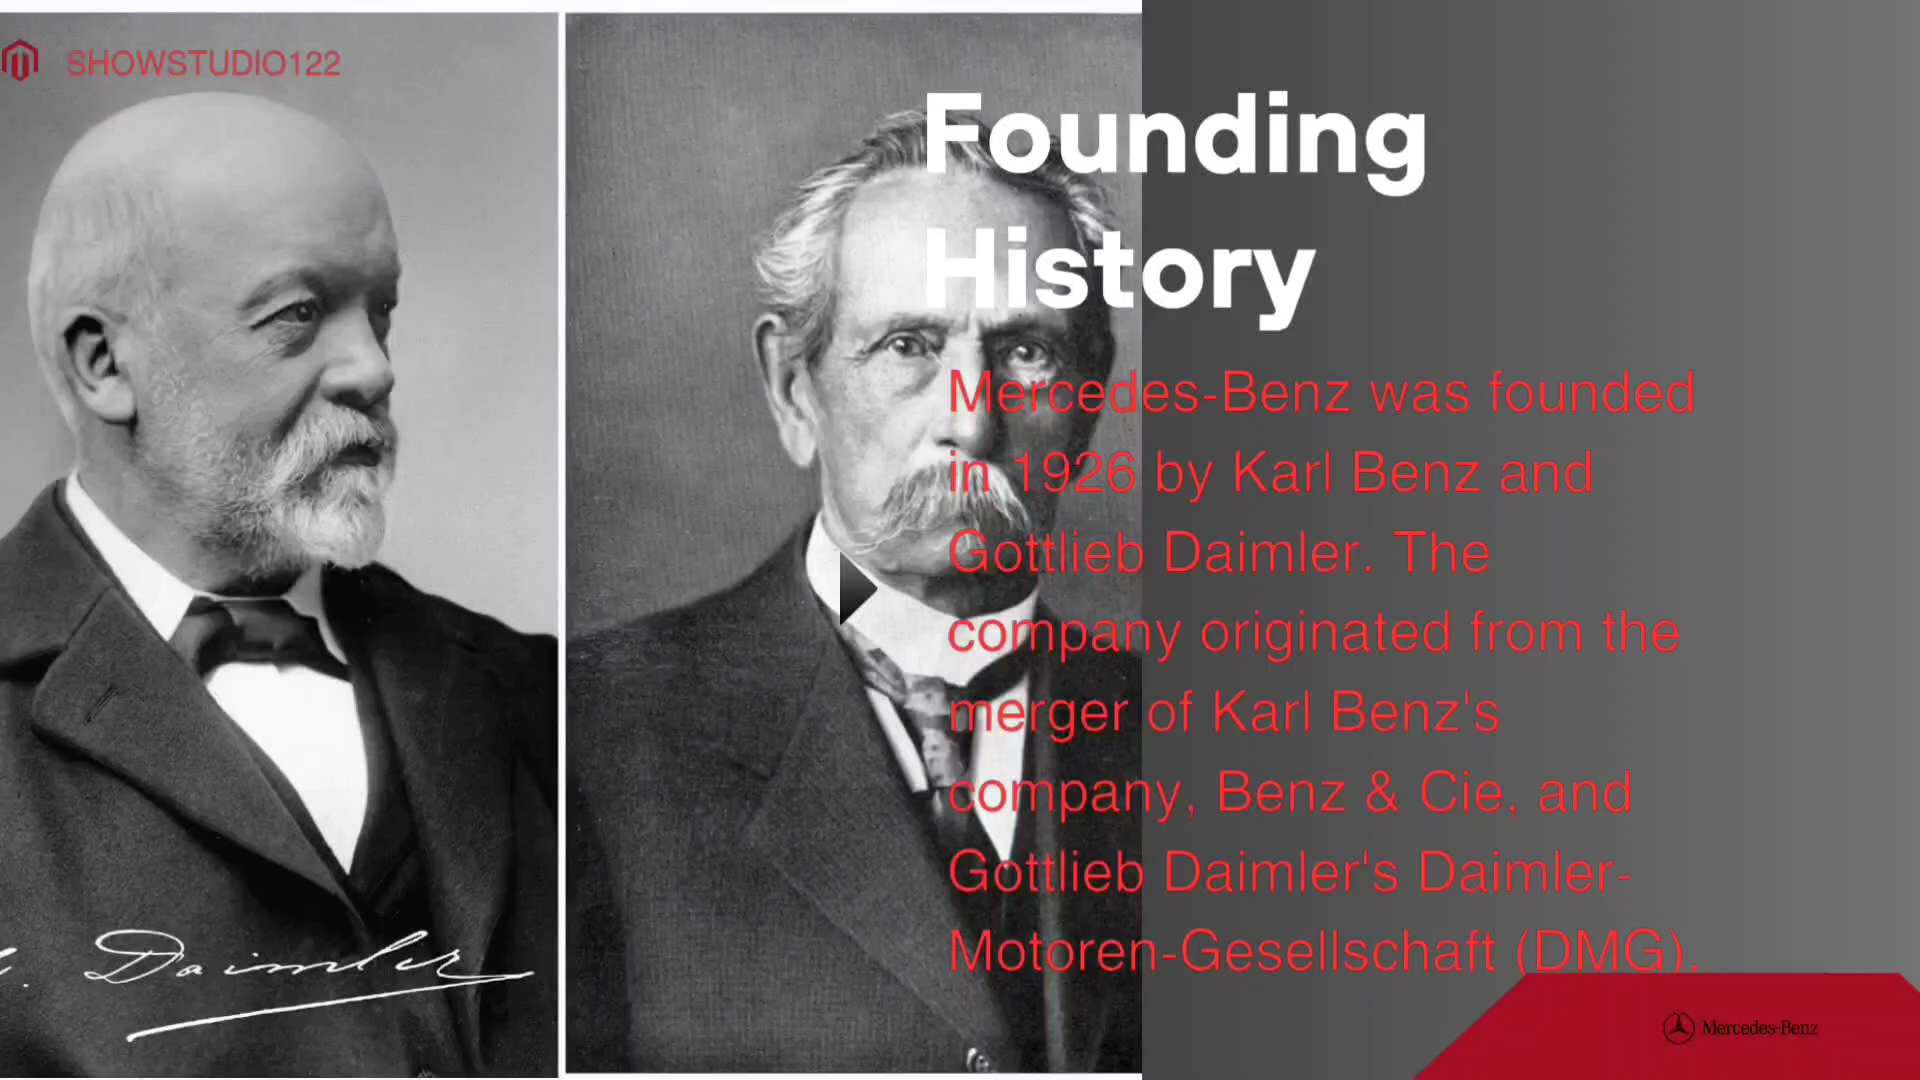 SHOWSTUDIO122
Founding
History
Mercedes-Benz was founded
in 1926 by Karl Benz and
Gottlieb Daimler. The
company originated from the
merger of Karl Benz's
company, Benz & Cie, and
Gottlieb Daimler's Daimler-
Motoren-Gesellschaft (DMG).
Daimler
Mercedes-Benz